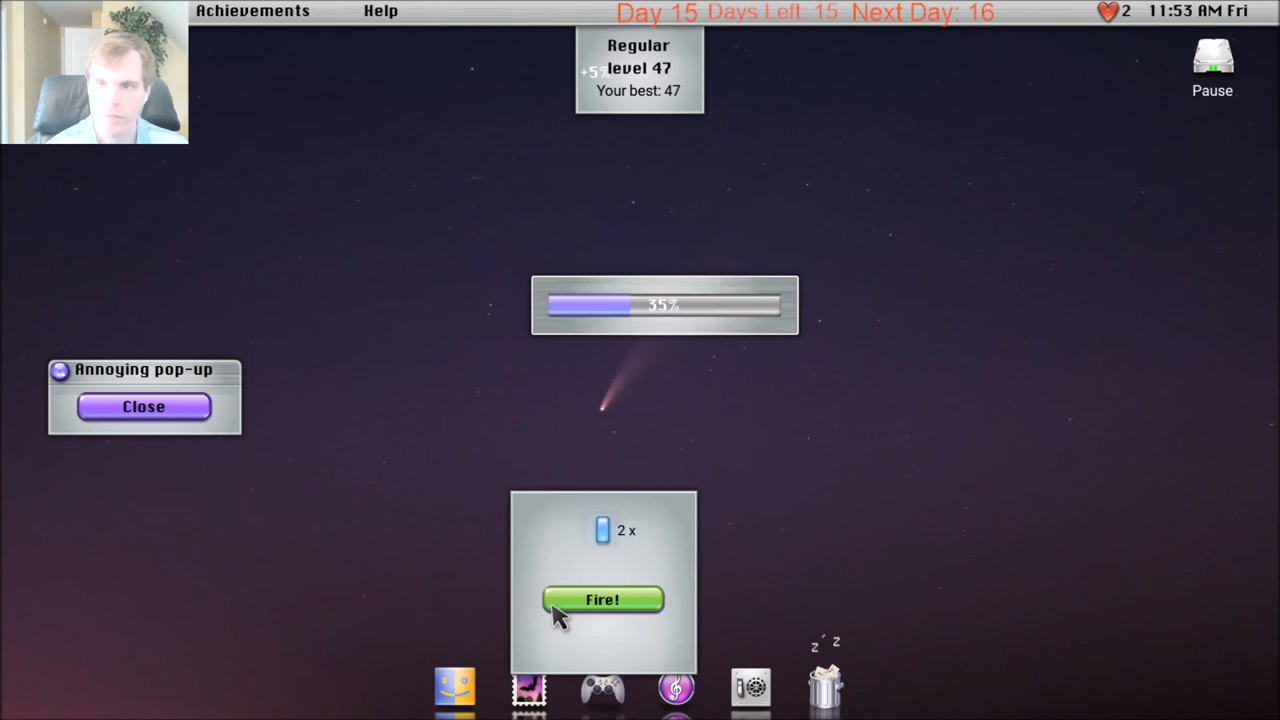 Achievements Help Day 15 Days Left: 15 Next Day: 16 2 11:53 AM Fri
Regular
+5%
level 47
Your best: 47
Pause
35%
Annoying pop-up
Close
2 x
Fire!
z z